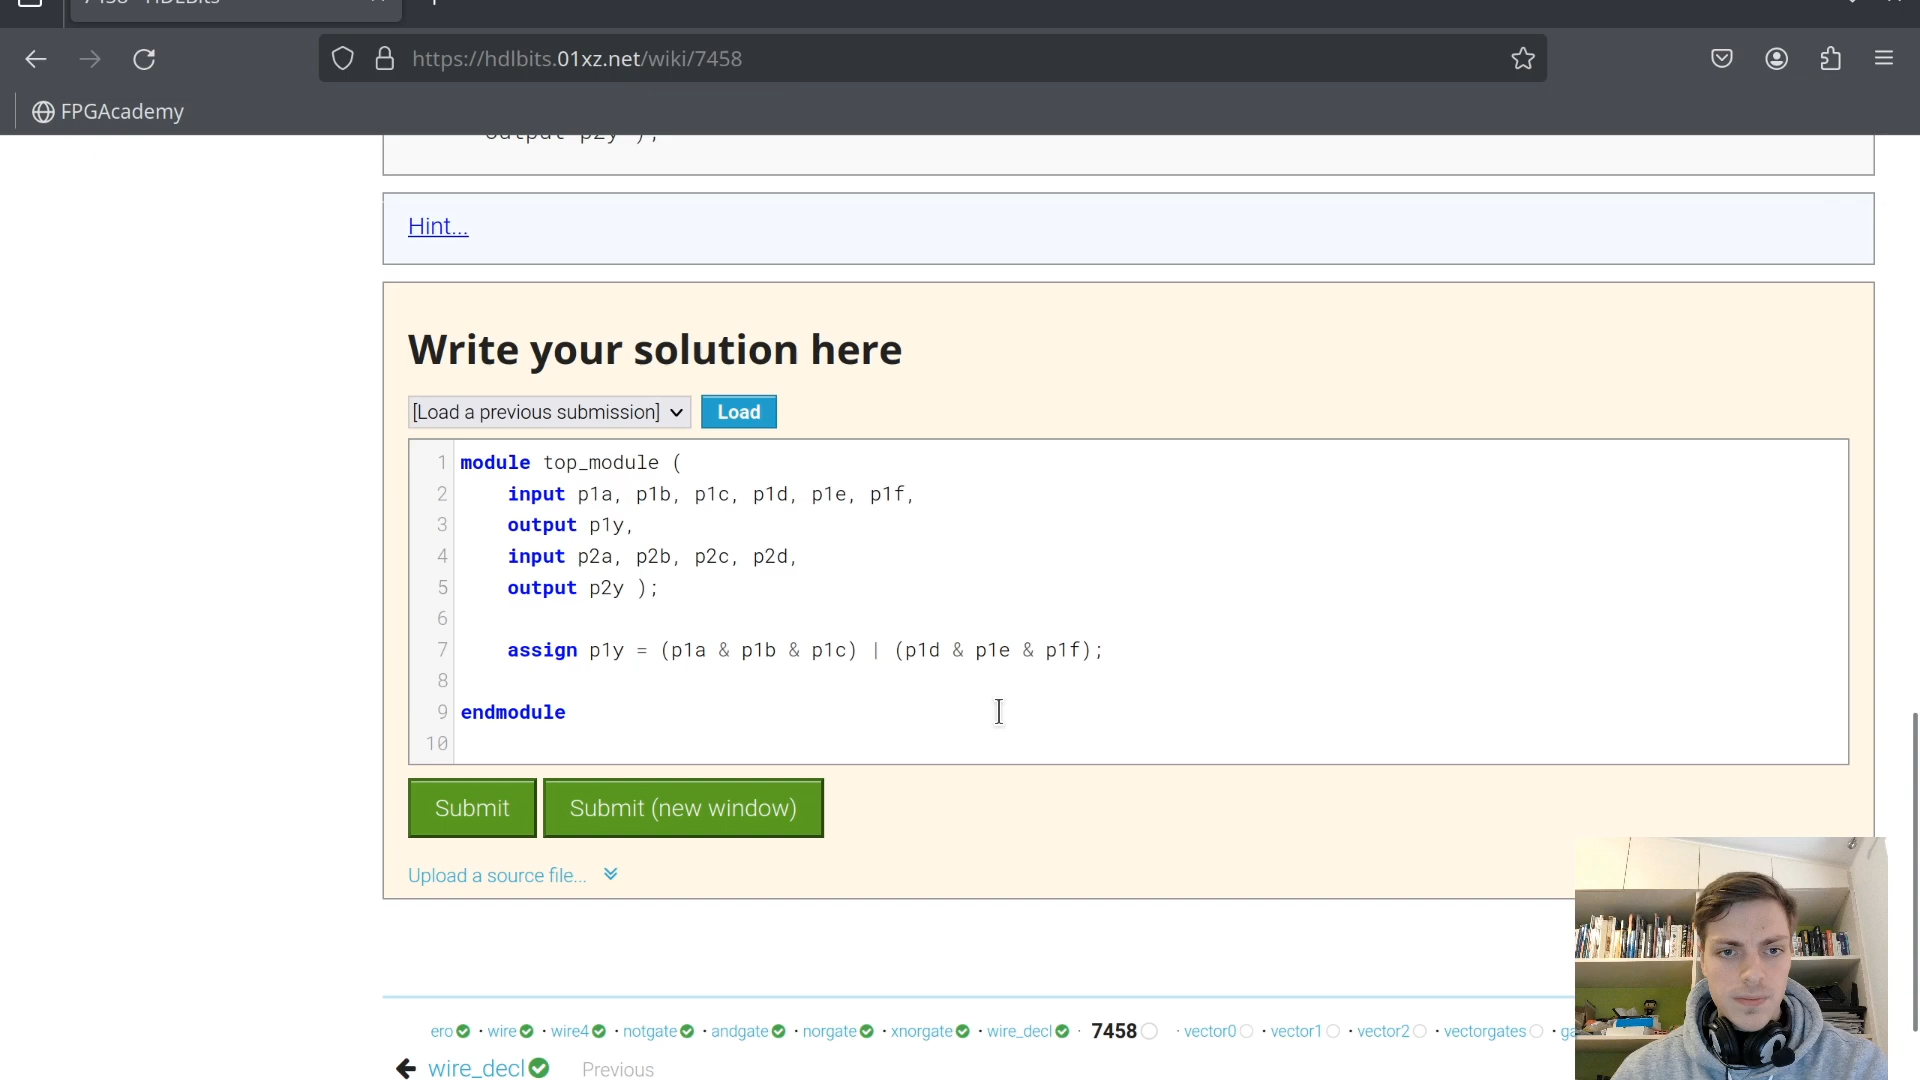 https://hdlbits.01xz.net/wiki/7458
FPGAcademy
output p2y );
Hint...
Write your solution here
[Load a previous submission] Load
1 module top_module (
2 input p1a, p1b, p1c, p1d, p1e, p1f,
3 output p1y,
4 input p2a, p2b, p2c, p2d,
5 output p2y );
6
7 assign p1y = (p1a & p1b & p1c) | (p1d & p1e & p1f);
8
9 endmodule
10
Submit Submit (new window)
Upload a source file...
ero · wire · wire4 · notgate · andgate · norgate · xnorgate · wire_decl · 7458 · vector0 · vector1 · vector2 · vectorgates · ga
wire_decl Previous